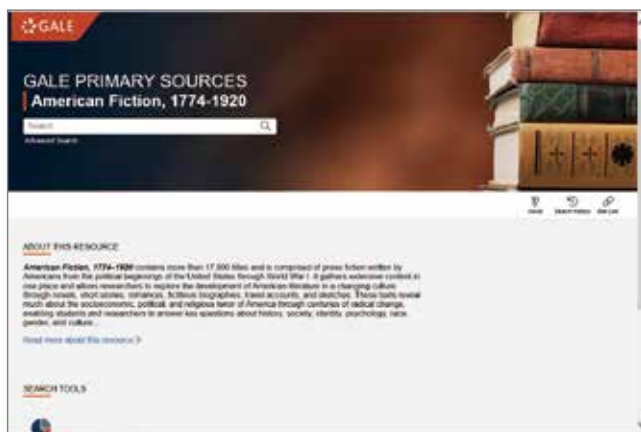 GALE
GALE PRIMARY SOURCES
American Fiction, 1774-1920
Search
Advanced Search
Search History Get Link
ABOUT THIS RESOURCE
American Fiction, 1774–1920 contains more than 17,500 titles and is comprised of prose fiction written by
Americans from the political beginnings of the United States through World War I. It gathers extensive content in
one place and allows researchers to explore the development of American literature in a changing culture
through novels, short stories, romances, fictitious biographies, travel accounts, and sketches. These texts reveal
much about the socioeconomic, political, and religious tenor of America through centuries of radical change,
enabling students and researchers to answer key questions about history, society, identity, psychology, race,
gender, and culture...
Read more about this resource >
SEARCH TOOLS